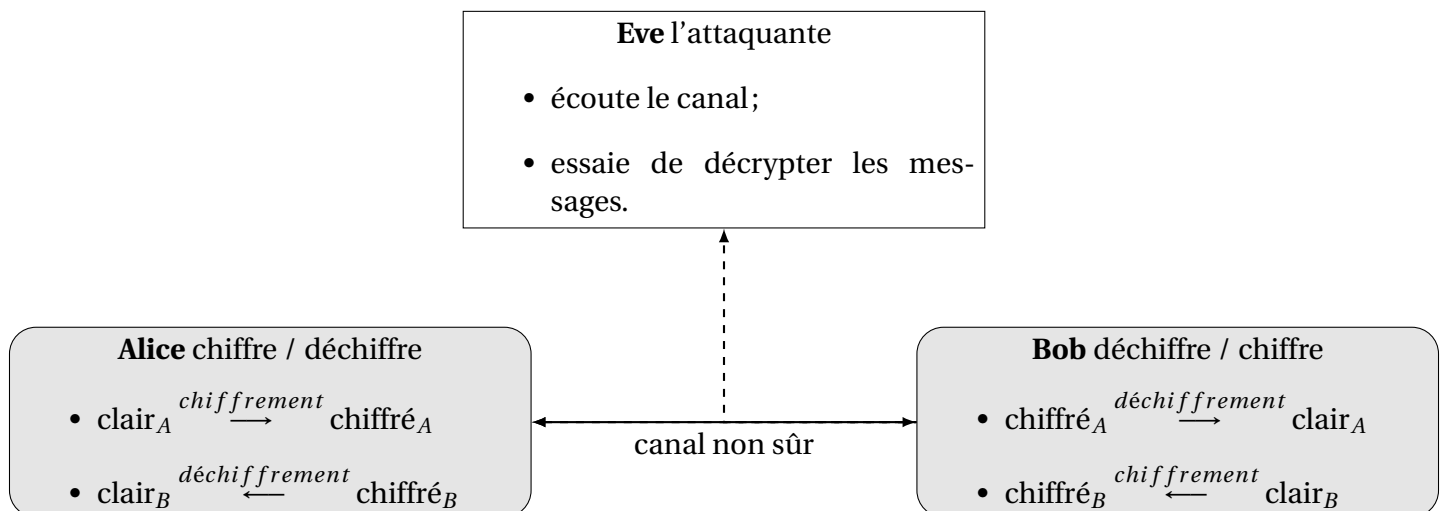 Eve l'attaquante
• écoute le canal;
• essaie de décrypter les mes-
sages.
Alice chiffre / déchiffre
• clair_A chiffrement⟶ chiffré_A
• clair_B déchiffrement⟵ chiffré_B
canal non sûr
Bob déchiffre / chiffre
• chiffré_A déchiffrement⟶ clair_A
• chiffré_B chiffrement⟵ clair_B